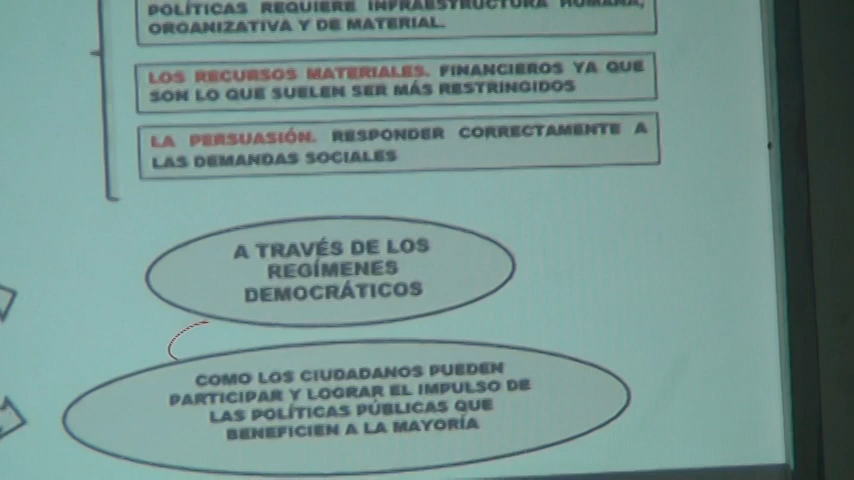 POLÍTICAS REQUIERE INFRAESTRUCTURA HUMANA,
ORGANIZATIVA Y DE MATERIAL.
LOS RECURSOS MATERIALES. FINANCIEROS YA QUE
SON LO QUE SUELEN SER MÁS RESTRINGIDOS
LA PERSUASIÓN. RESPONDER CORRECTAMENTE A
LAS DEMANDAS SOCIALES
A TRAVÉS DE LOS
REGÍMENES
DEMOCRÁTICOS
COMO LOS CIUDADANOS PUEDEN
PARTICIPAR Y LOGRAR EL IMPULSO DE
LAS POLÍTICAS PÚBLICAS QUE
BENEFICIEN A LA MAYORÍA